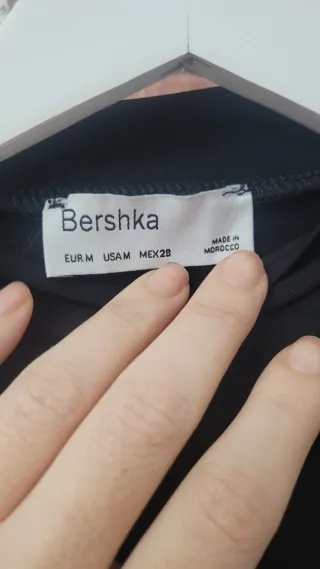 Bershka
EUR M USA M MEX 28
MADE IN
MOROCCO